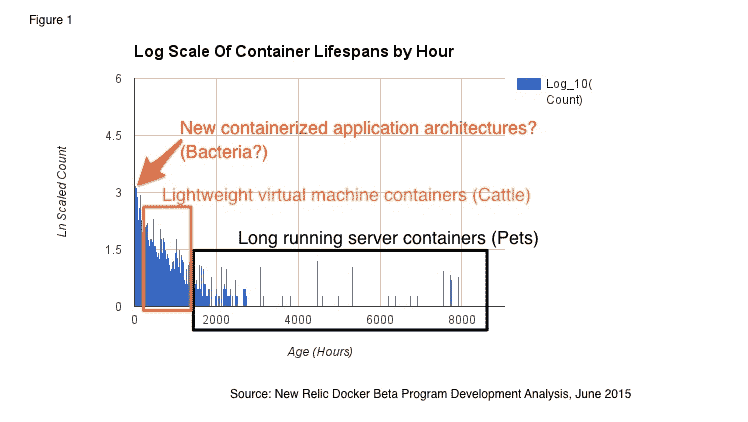 Figure 1
Log Scale Of Container Lifespans by Hour
6
4.5
3
1.5
0
Ln Scaled Count
Log_10(
Count)
New containerized application architectures?
(Bacteria?)
Lightweight virtual machine containers (Cattle)
Long running server containers (Pets)
0 2000 4000 6000 8000
Age (Hours)
Source: New Relic Docker Beta Program Development Analysis, June 2015